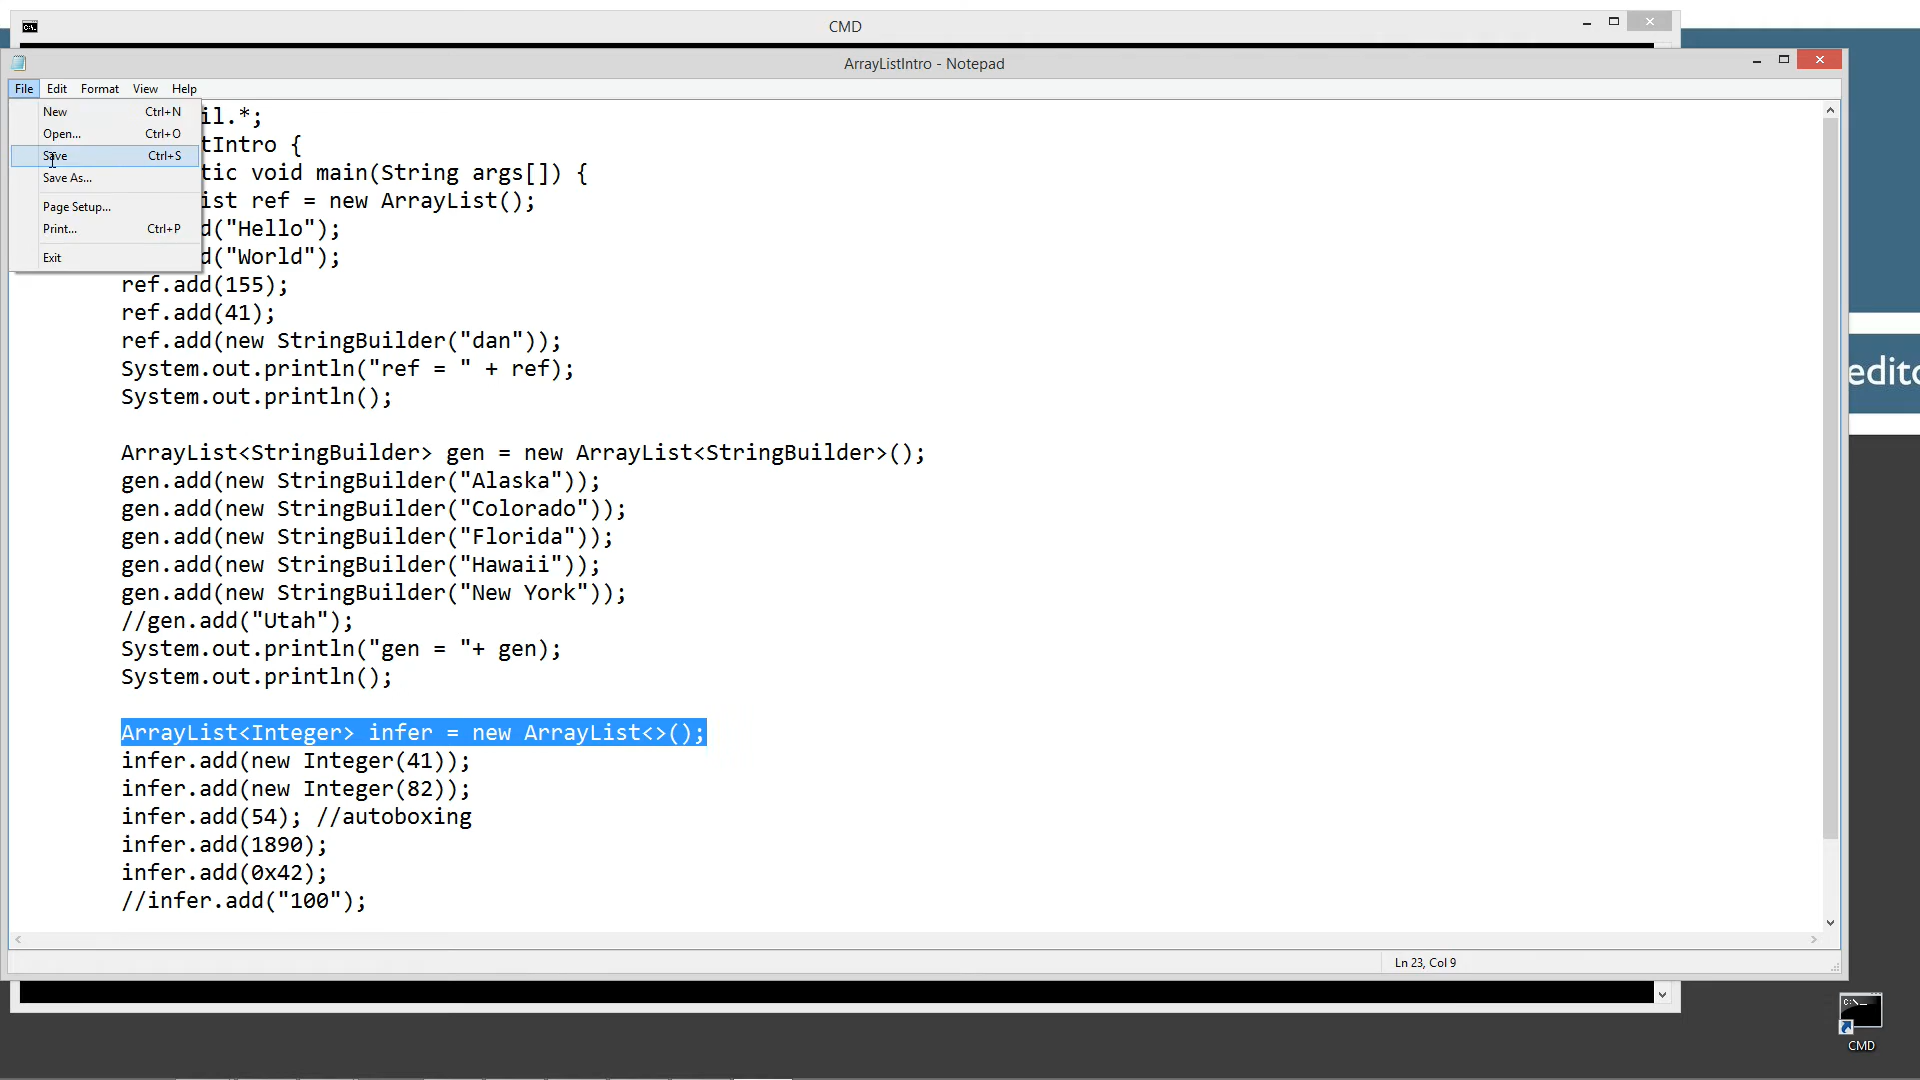 CMD
ArrayListIntro - Notepad
File Edit Format View Help
New Ctrl+N
Open... Ctrl+O
Save Ctrl+S
Save As...
Page Setup...
Print... Ctrl+P
Exit
il.*;
tIntro {
tic void main(String args[]) {
ist ref = new ArrayList();
d("Hello");
d("World");
ref.add(155);
ref.add(41);
ref.add(new StringBuilder("dan"));
System.out.println("ref = " + ref);
System.out.println();
ArrayList<StringBuilder> gen = new ArrayList<StringBuilder>();
gen.add(new StringBuilder("Alaska"));
gen.add(new StringBuilder("Colorado"));
gen.add(new StringBuilder("Florida"));
gen.add(new StringBuilder("Hawaii"));
gen.add(new StringBuilder("New York"));
//gen.add("Utah");
System.out.println("gen = "+ gen);
System.out.println();
ArrayList<Integer> infer = new ArrayList<>();
infer.add(new Integer(41));
infer.add(new Integer(82));
infer.add(54); //autoboxing
infer.add(1890);
infer.add(0x42);
//infer.add("100");
Ln 23, Col 9
edito
CMD